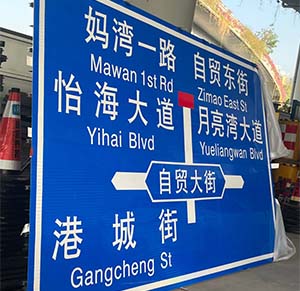 妈湾一路
Mawan 1st Rd
自贸东街
Zimao East St
怡海大道
Yihai Blvd
月亮湾大道
Yueliangwan Blvd
自贸大街
港城街
Gangcheng St